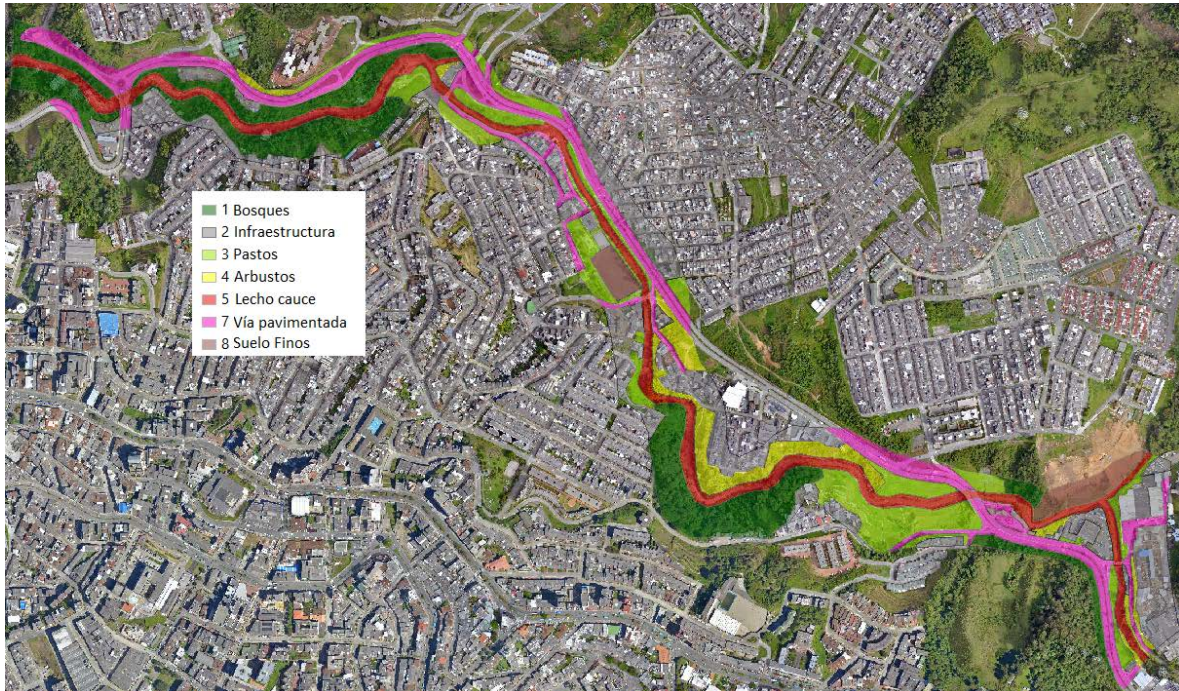 1 Bosques
2 Infraestructura
3 Pastos
4 Arbustos
5 Lecho cauce
7 Vía pavimentada
8 Suelo Finos